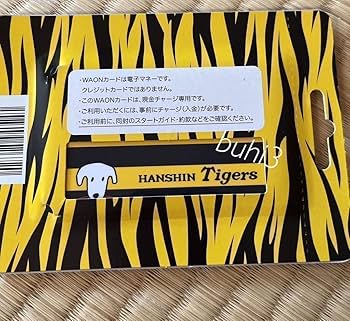 ・WAONカードは電子マネーです。
クレジットカードではありません。
・このWAONカードは、現金チャージ専用です。
・ご利用いただくには、事前にチャージ(入金)が必要です。
・ご利用前に、同封のスタートガイド・約款などをご確認ください。
buhi3
HANSHIN Tigers